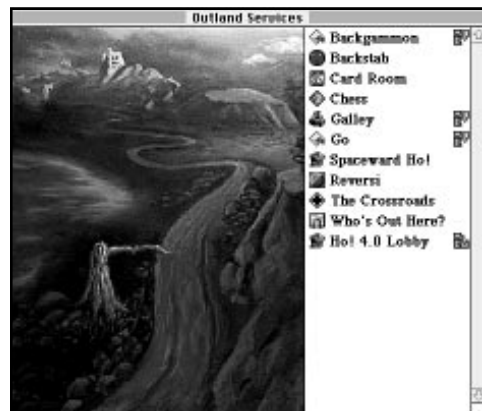 Outland Services
Backgammon
Backstab
Card Room
Chess
Galley
Go
Spaceward Ho!
Reversi
The Crossroads
Who's Out Here?
Ho! 4.0 Lobby